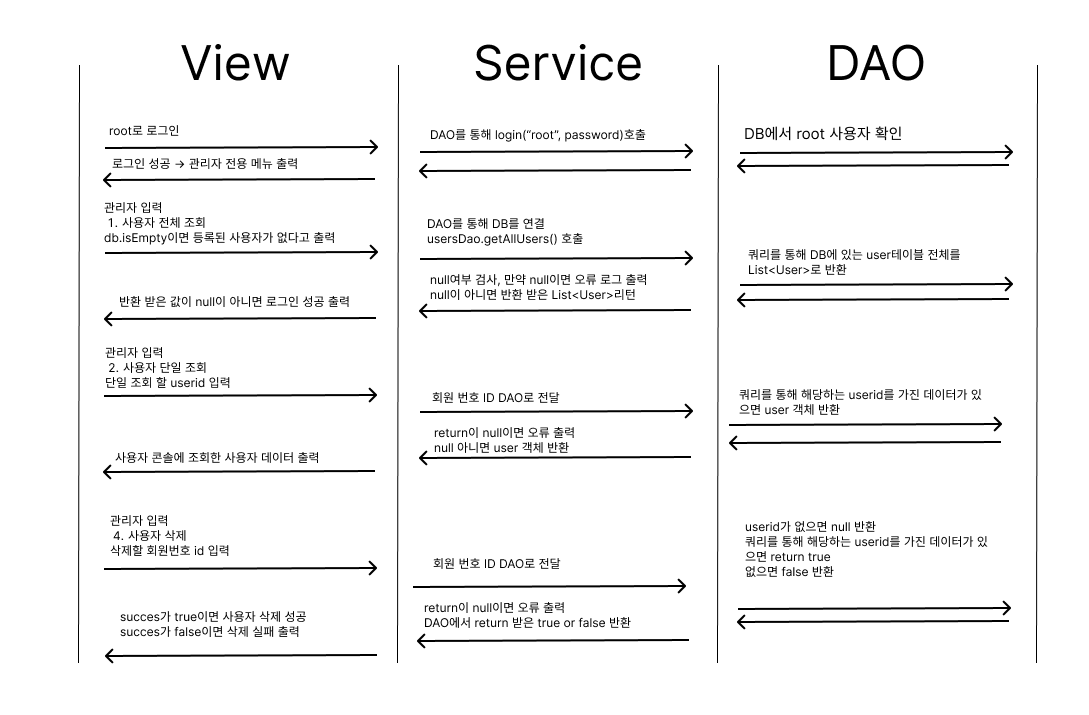 View
Service
DAO
root로 로그인
로그인 성공 → 관리자 전용 메뉴 출력
관리자 입력
1. 사용자 전체 조회
db.isEmpty이면 등록된 사용자가 없다고 출력
반환 받은 값이 null이 아니면 로그인 성공 출력
관리자 입력
2. 사용자 단일 조회
단일 조회 할 userid 입력
사용자 콘솔에 조회한 사용자 데이터 출력
관리자 입력
4. 사용자 삭제
삭제할 회원번호 id 입력
succes가 true이면 사용자 삭제 성공
succes가 false이면 삭제 실패 출력
DAO를 통해 login(“root”, password)호출
DAO를 통해 DB를 연결
usersDao.getAllUsers() 호출
null여부 검사, 만약 null이면 오류 로그 출력
null이 아니면 반환 받은 List<User>리턴
회원 번호 ID DAO로 전달
return이 null이면 오류 출력
null 아니면 user 객체 반환
회원 번호 ID DAO로 전달
return이 null이면 오류 출력
DAO에서 return 받은 true or false 반환
DB에서 root 사용자 확인
쿼리를 통해 DB에 있는 user테이블 전체를
List<User>로 반환
쿼리를 통해 해당하는 userid를 가진 데이터가 있
으면 user 객체 반환
userid가 없으면 null 반환
쿼리를 통해 해당하는 userid를 가진 데이터가 있
으면 return true
없으면 false 반환